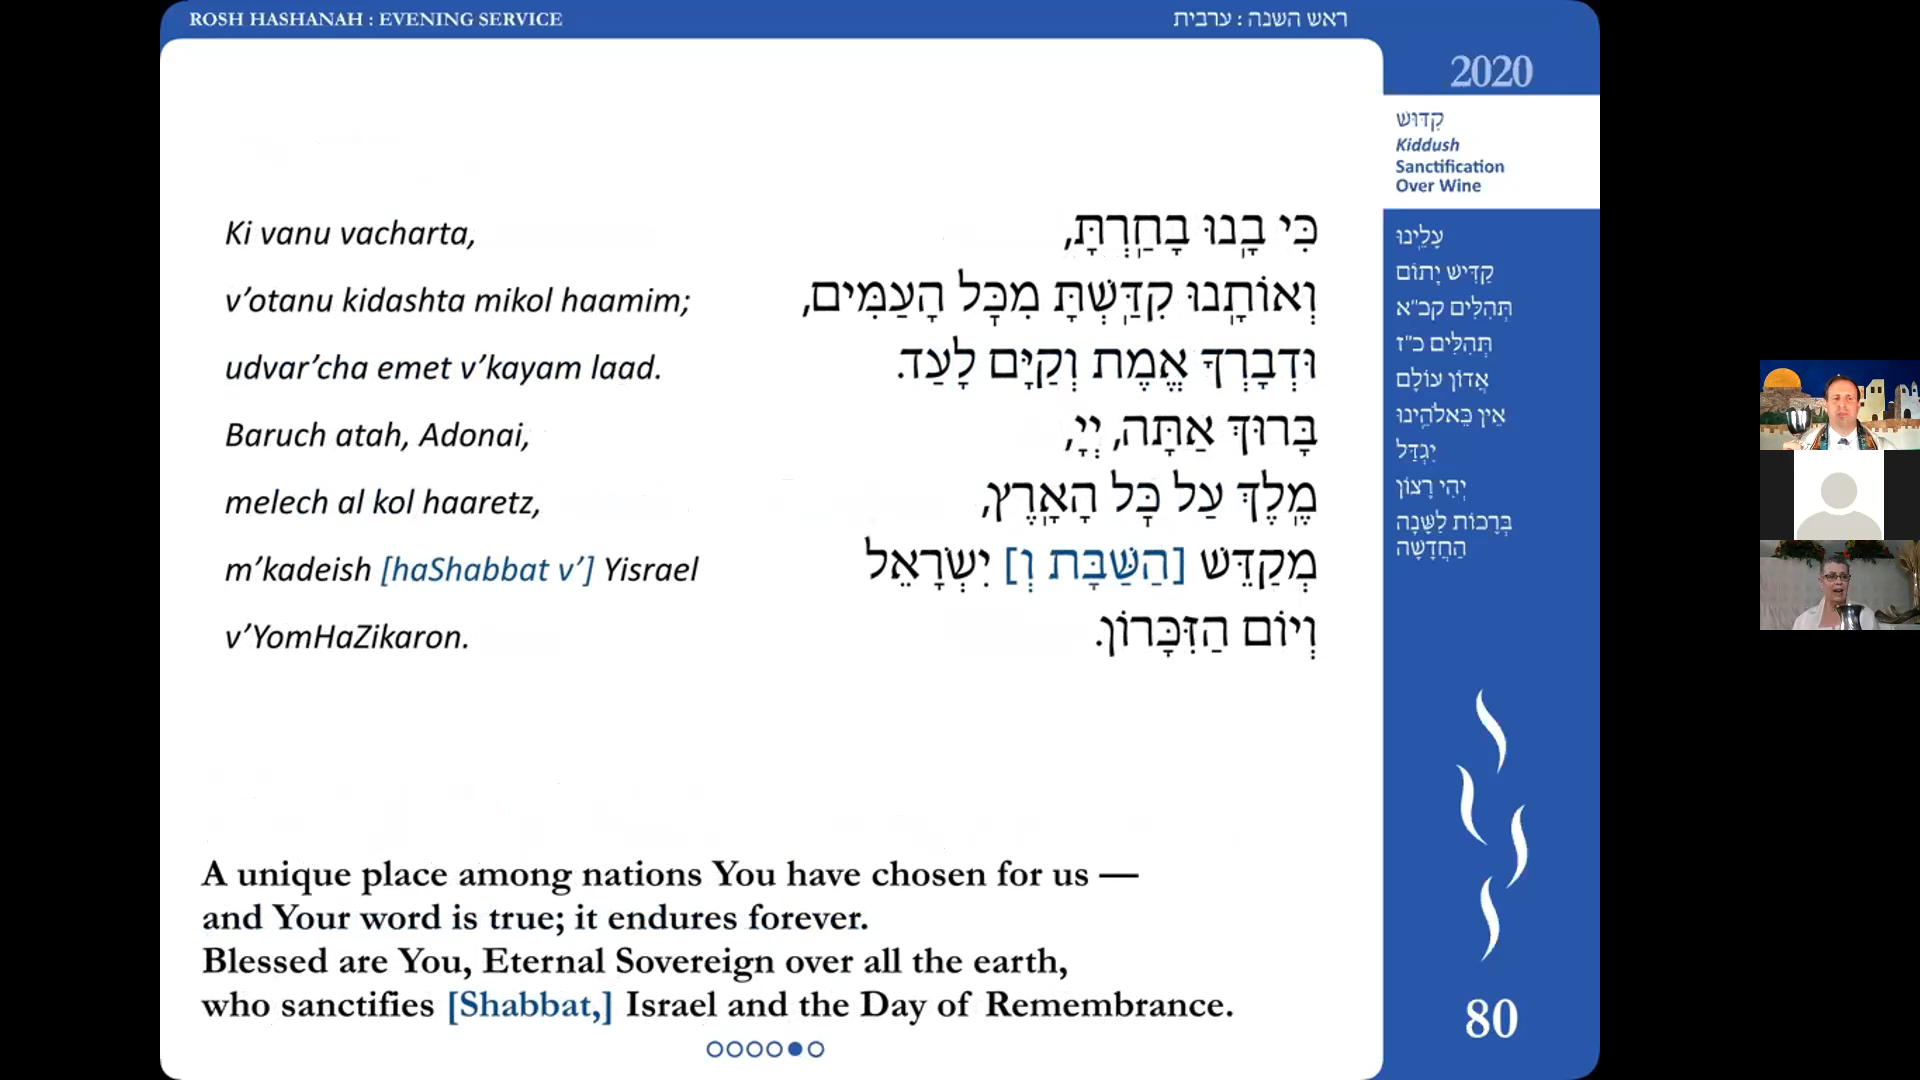 ROSH HASHANAH : EVENING SERVICE
ראש השנה : ערבית
2020
קִדּוּשׁ
Kiddush
Sanctification
Over Wine
עָלֵינוּ
קַדִּישׁ יָתוֹם
תְּהִלִּים קכ״א
תְּהִלִּים כ״ז
אֲדוֹן עוֹלָם
אֵין כֵּאלֹהֵינוּ
יִגְדַּל
יְהִי רָצוֹן
בְּרָכוֹת לַשָּׁנָה
הַחֲדָשָׁה
80
Ki vanu vacharta,
v’otanu kidashta mikol haamim;
udvar’cha emet v’kayam laad.
Baruch atah, Adonai,
melech al kol haaretz,
m’kadeish [haShabbat v’] Yisrael
v’YomHaZikaron.
כִּי בָנוּ בָחַרְתָּ,
וְאוֹתָנוּ קִדַּשְׁתָּ מִכָּל הָעַמִּים,
וּדְבָרְךָ אֱמֶת וְקַיָּם לָעַד.
בָּרוּךְ אַתָּה, יְיָ,
מֶלֶךְ עַל כָּל הָאָרֶץ,
מְקַדֵּשׁ [הַשַּׁבָּת וְ] יִשְׂרָאֵל
וְיוֹם הַזִּכָּרוֹן.
A unique place among nations You have chosen for us —
and Your word is true; it endures forever.
Blessed are You, Eternal Sovereign over all the earth,
who sanctifies [Shabbat,] Israel and the Day of Remembrance.